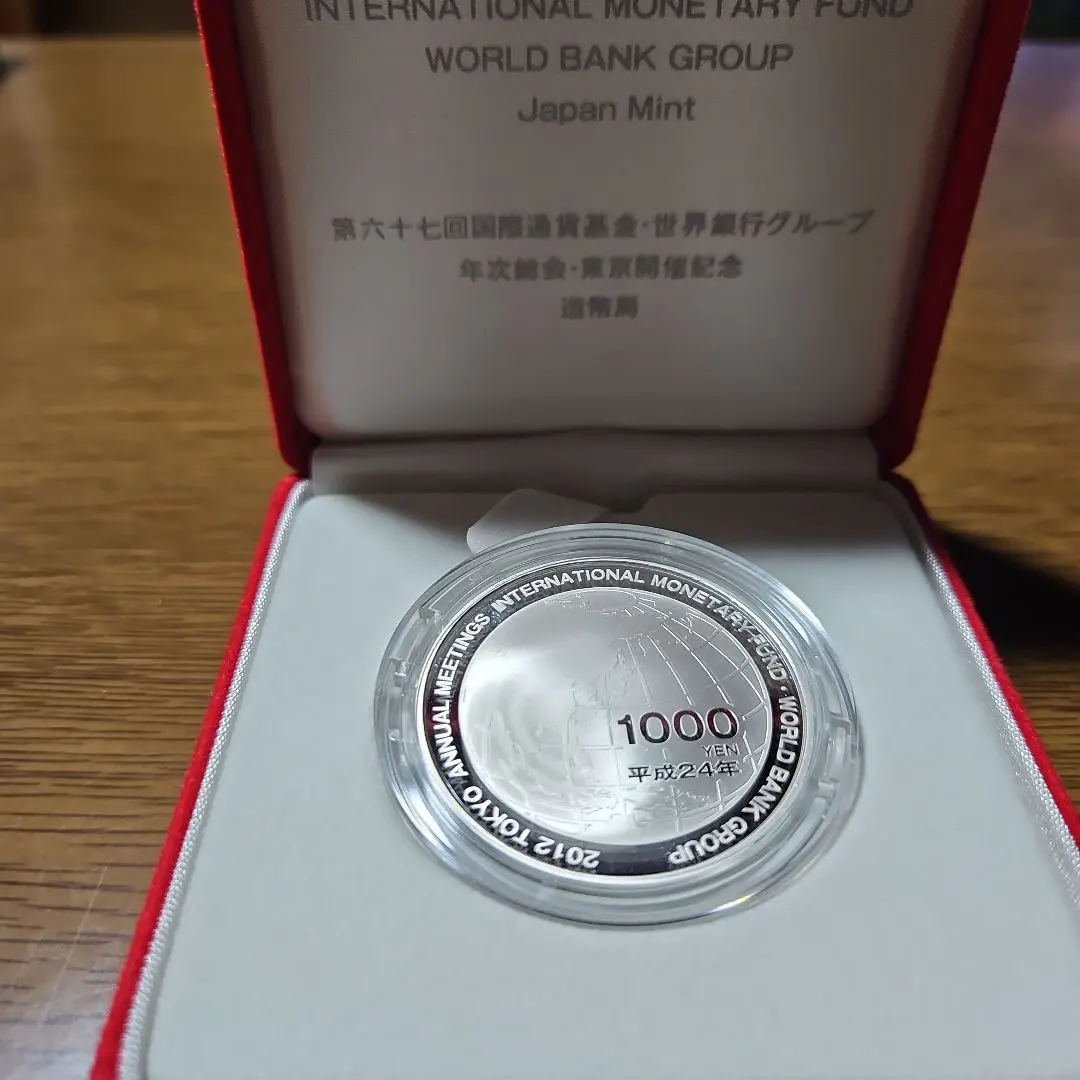 INTERNATIONAL MONETARY FUND
WORLD BANK GROUP
Japan Mint
第六十七回国際通貨基金·世界銀行グループ
年次総会·東京開催記念
造幣局
2012 TOKYO ANNUAL MEETINGS INTERNATIONAL MONETARY FUND · WORLD BANK GROUP
1000
YEN
平成24年